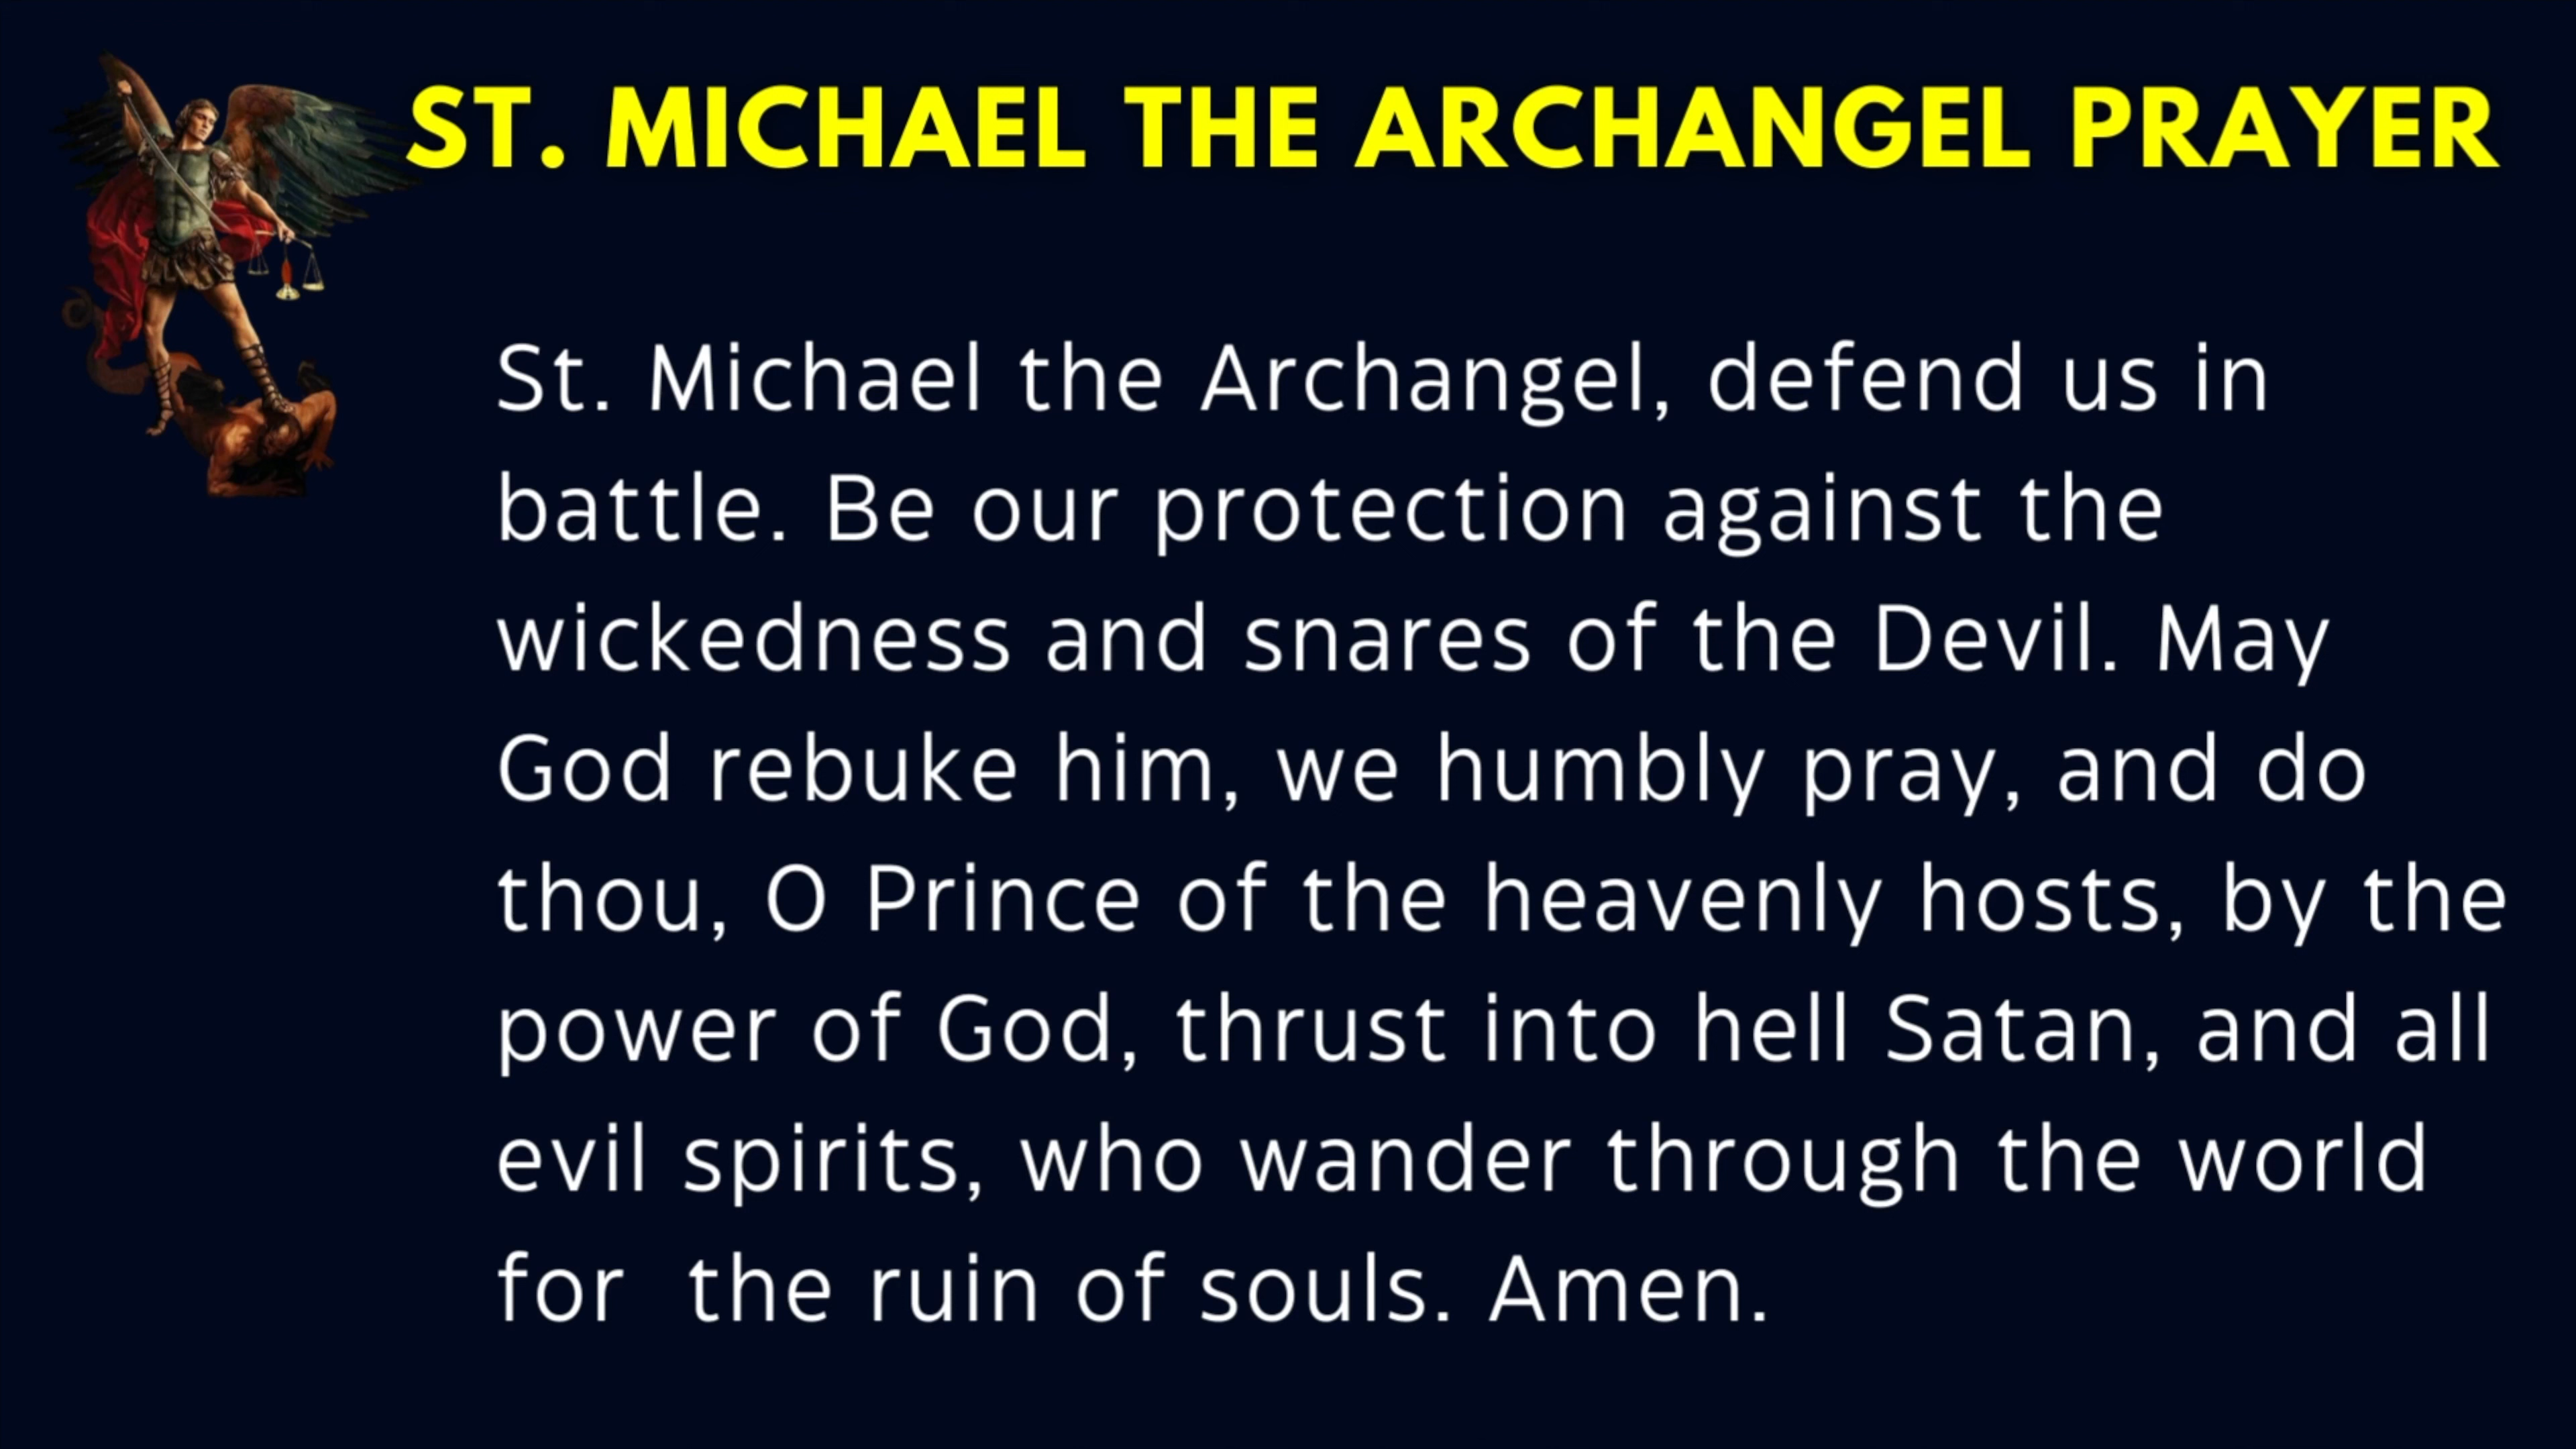 ST. MICHAEL THE ARCHANGEL PRAYER
St. Michael the Archangel, defend us in
battle. Be our protection against the
wickedness and snares of the Devil. May
God rebuke him, we humbly pray, and do
thou, O Prince of the heavenly hosts, by the
power of God, thrust into hell Satan, and all
evil spirits, who wander through the world
for  the ruin of souls. Amen.